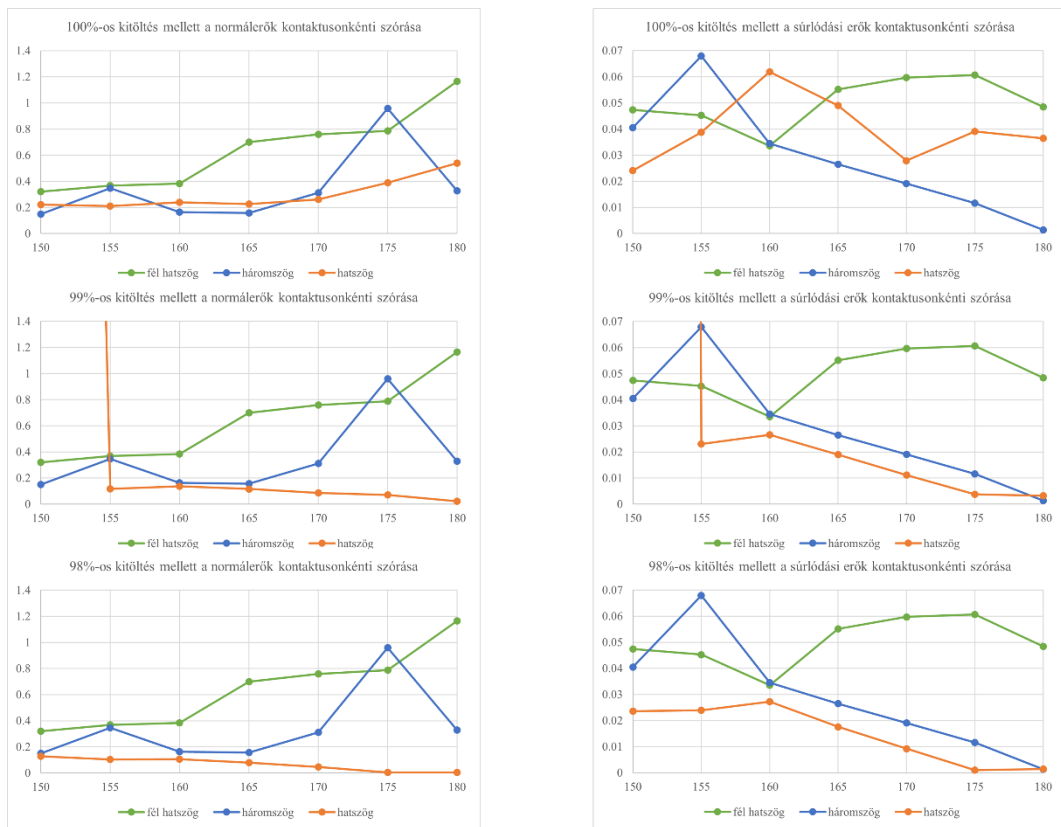 100%-os kitöltés mellett a normálerők kontaktusonkénti szórása
1.4
1.2
1
0.8
0.6
0.4
0.2
0
150 155 160 165 170 175 180
fél hatszög háromszög hatszög
99%-os kitöltés mellett a normálerők kontaktusonkénti szórása
1.4
1.2
1
0.8
0.6
0.4
0.2
0
150 155 160 165 170 175 180
fél hatszög háromszög hatszög
98%-os kitöltés mellett a normálerők kontaktusonkénti szórása
1.4
1.2
1
0.8
0.6
0.4
0.2
0
150 155 160 165 170 175 180
fél hatszög háromszög hatszög
100%-os kitöltés mellett a súrlódási erők kontaktusonkénti szórása
0.07
0.06
0.05
0.04
0.03
0.02
0.01
0
150 155 160 165 170 175 180
fél hatszög háromszög hatszög
99%-os kitöltés mellett a súrlódási erők kontaktusonkénti szórása
0.07
0.06
0.05
0.04
0.03
0.02
0.01
0
150 155 160 165 170 175 180
fél hatszög háromszög hatszög
98%-os kitöltés mellett a súrlódási erők kontaktusonkénti szórása
0.07
0.06
0.05
0.04
0.03
0.02
0.01
0
150 155 160 165 170 175 180
fél hatszög háromszög hatszög